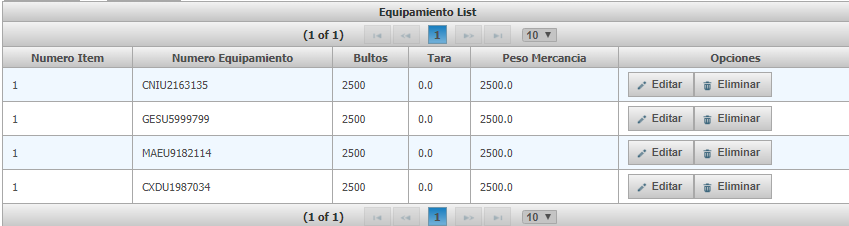 Equipamiento List
(1 of 1) 1 10
Numero Item Numero Equipamiento Bultos Tara Peso Mercancia Opciones
1 CNIU2163135 2500 0.0 2500.0 Editar Eliminar
1 GESU5999799 2500 0.0 2500.0 Editar Eliminar
1 MAEU9182114 2500 0.0 2500.0 Editar Eliminar
1 CXDU1987034 2500 0.0 2500.0 Editar Eliminar
(1 of 1) 1 10